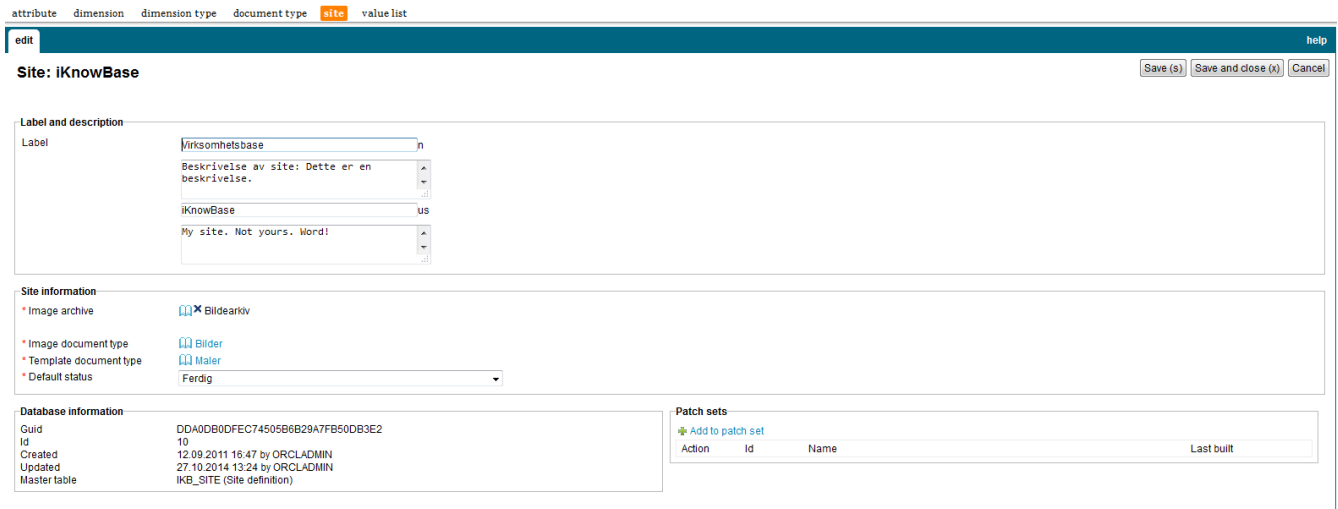 attribute dimension dimension type document type site value list
edit help
Site: iKnowBase Save (s) Save and close (x) Cancel
Label and description
Label Virksomhetsbase n
Beskrivelse av site: Dette er en
beskrivelse.
iKnowBase us
My site. Not yours. Word!
Site information
* Image archive Bildearkiv
* Image document type Bilder
* Template document type Maler
* Default status Ferdig
Database information
Guid DDA0DB0DFEC74505B6B29A7FB50DB3E2
Id 10
Created 12.09.2011 16:47 by ORCLADMIN
Updated 27.10.2014 13:24 by ORCLADMIN
Master table IKB_SITE (Site definition)
Patch sets
Add to patch set
Action Id Name Last built